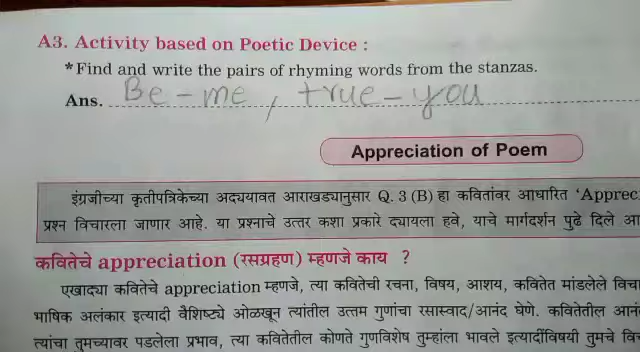 A3. Activity based on Poetic Device :
*Find and write the pairs of rhyming words from the stanzas.
Ans. Be - me , true - you
Appreciation of Poem
इंग्रजीच्या कृतीपत्रिकेच्या अद्ययावत आराखड्यानुसार Q. 3 (B) हा कवितांवर आधारित 'Apprec
प्रश्न विचारला जाणार आहे. या प्रश्नाचे उत्तर कशा प्रकारे द्यायला हवे, याचे मार्गदर्शन पुढे दिले आ
कवितेचे appreciation (रसग्रहण) म्हणजे काय ?
एखाद्या कवितेचे appreciation म्हणजे, त्या कवितेची रचना, विषय, आशय, कवितेत मांडलेले विचा
भाषिक अलंकार इत्यादी वैशिष्ट्ये ओळखून त्यांतील उत्तम गुणांचा रसास्वाद/आनंद घेणे. कवितेतील आनं
त्यांचा तुमच्यावर पडलेला प्रभाव, त्या कवितेतील कोणते गुणविशेष तुम्हांला भावले इत्यादींविषयी तुमचे विच